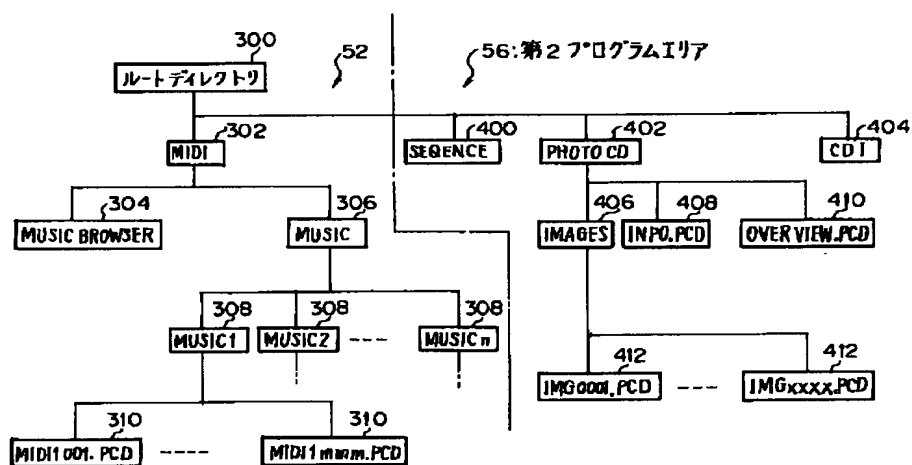 300
52
56:第2 プログラムエリア
ルートディレクトリ
302
400
402
404
MIDI
SEQENCE
PHOTO CD
CDI
304
306
406
408
410
MUSIC BROWSER
MUSIC
IMAGES
INPO.PCD
OVER VIEW.PCD
308
308
308
MUSIC1
MUSIC2
----
MUSICn
412
412
IMG0001.PCD
---
IMGXXXX.PCD
310
310
MIDI1001.PCD
----
MIDI1mmm.PCD